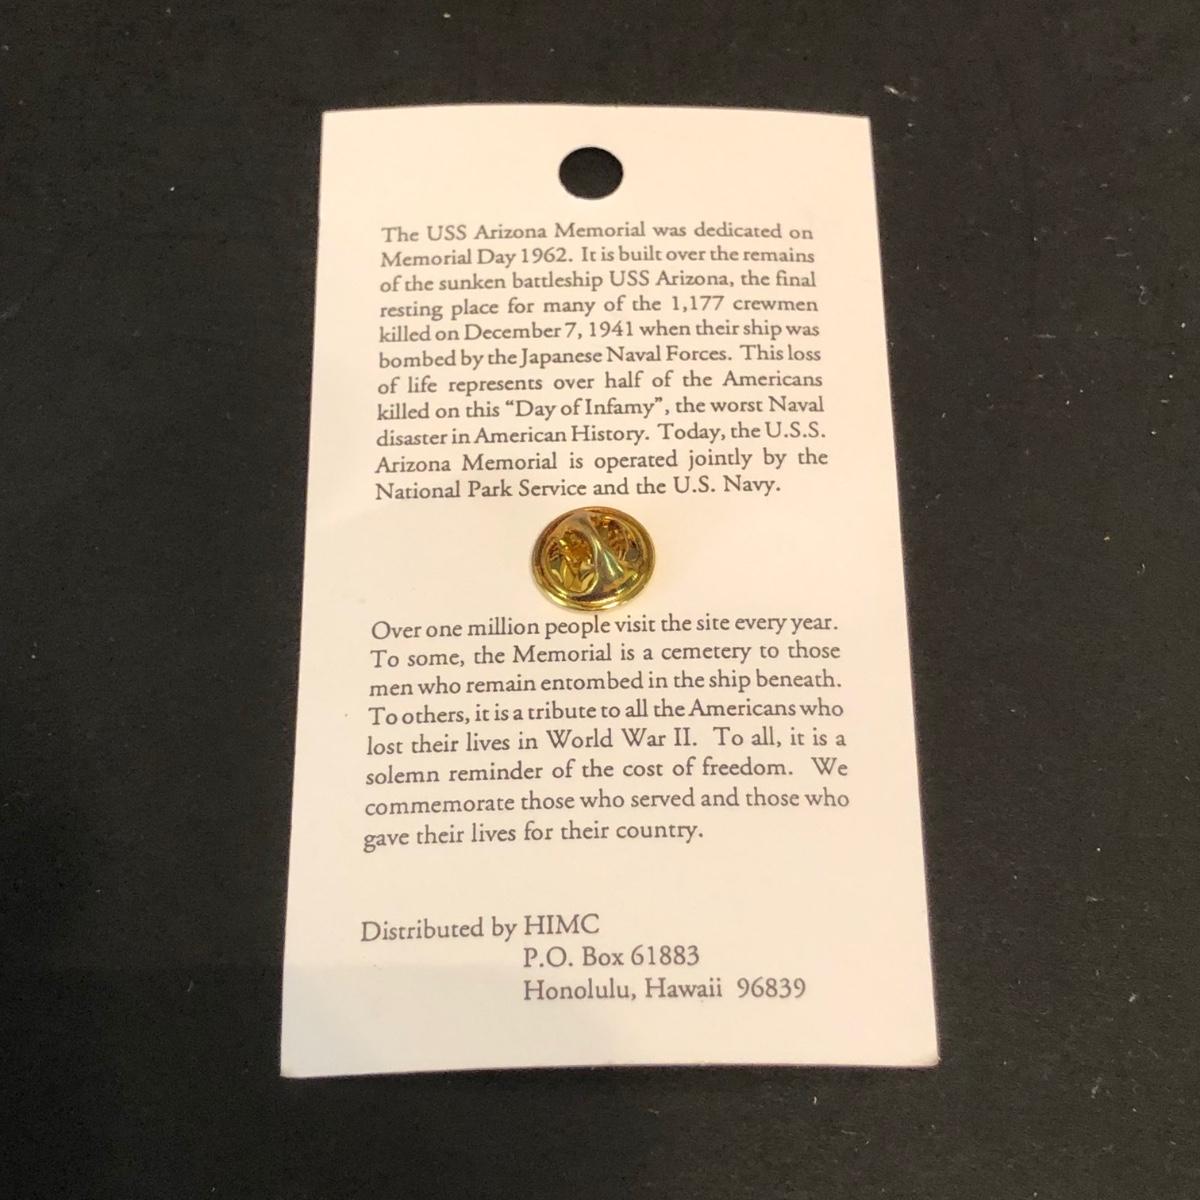 The USS Arizona Memorial was dedicated on
Memorial Day 1962. It is built over the remains
of the sunken battleship USS Arizona, the final
resting place for many of the 1,177 crewmen
killed on December 7, 1941 when their ship was
bombed by the Japanese Naval Forces. This loss
of life represents over half of the Americans
killed on this “Day of Infamy”, the worst Naval
disaster in American History. Today, the U.S.S.
Arizona Memorial is operated jointly by the
National Park Service and the U.S. Navy.
Over one million people visit the site every year.
To some, the Memorial is a cemetery to those
men who remain entombed in the ship beneath.
To others, it is a tribute to all the Americans who
lost their lives in World War II. To all, it is a
solemn reminder of the cost of freedom. We
commemorate those who served and those who
gave their lives for their country.
Distributed by HIMC
P.O. Box 61883
Honolulu, Hawaii 96839